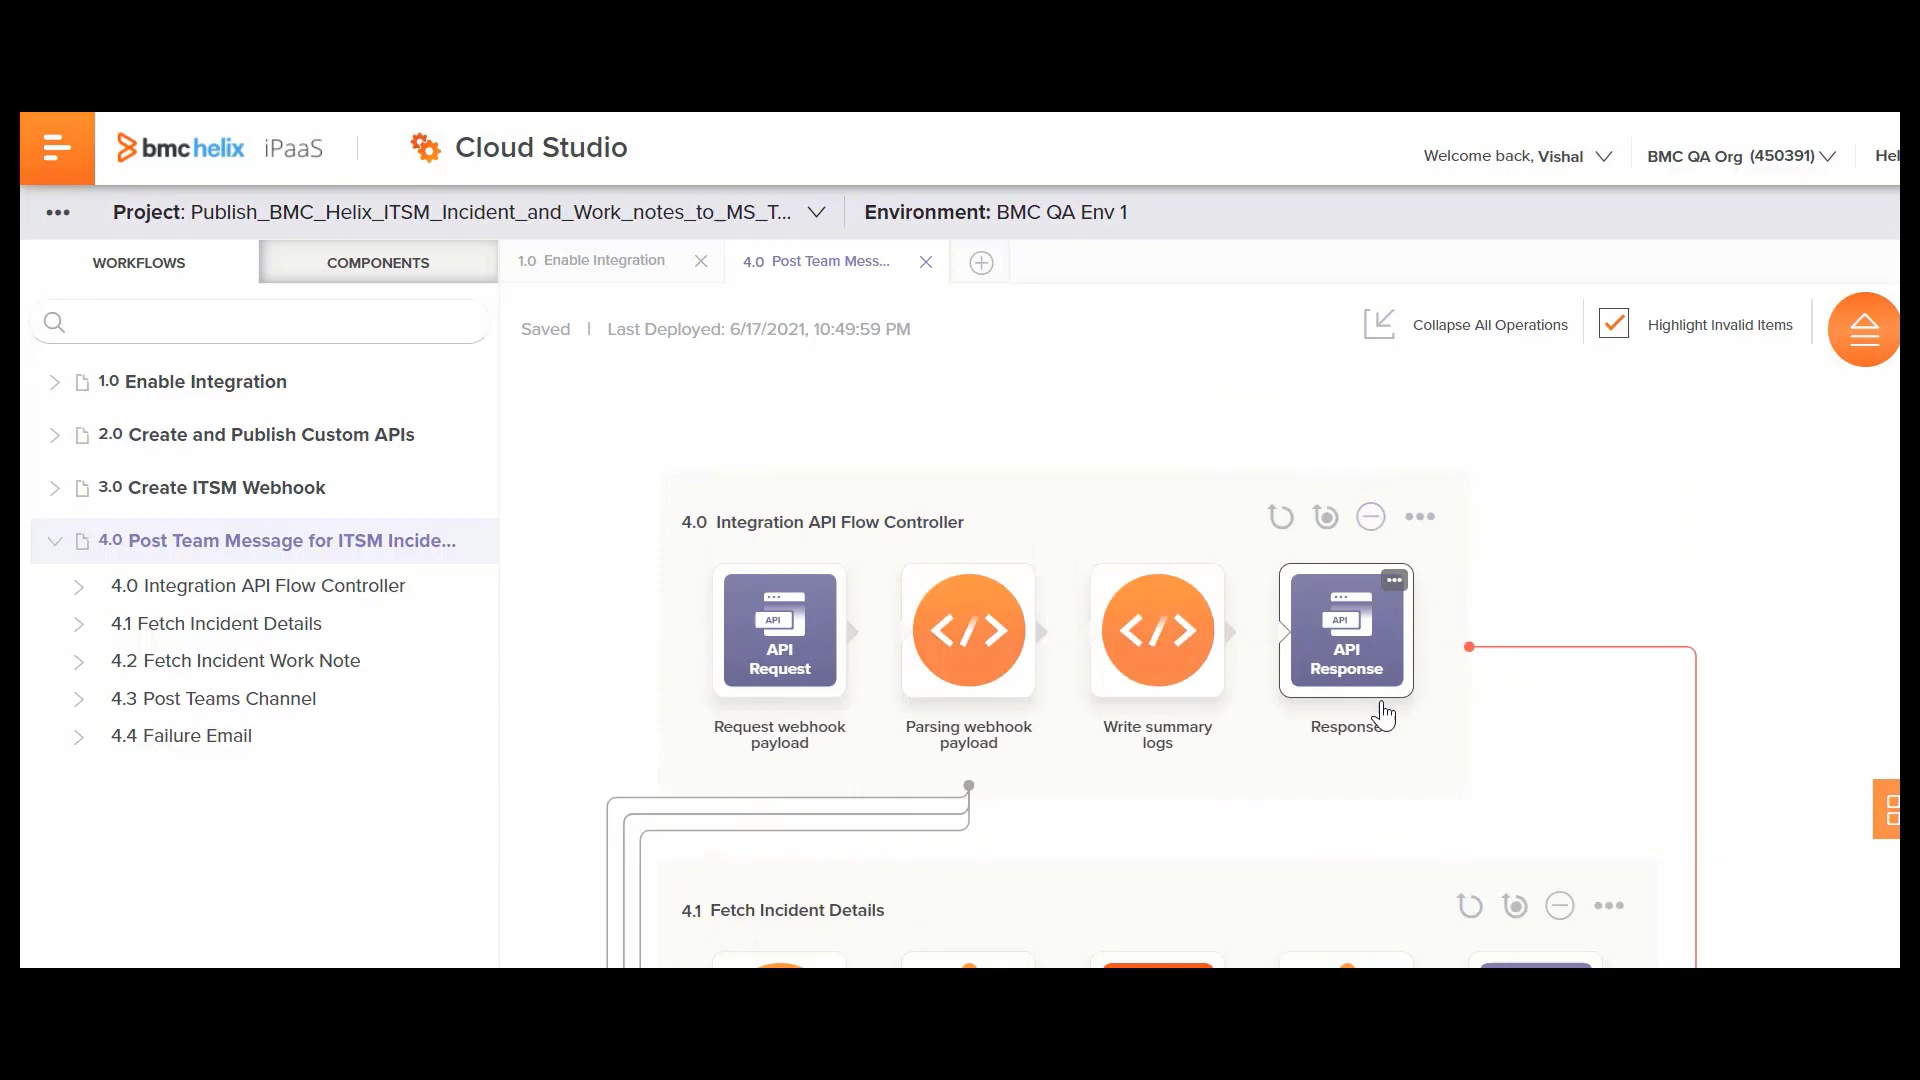 bmchelix iPaaS
Cloud Studio
Welcome back, Vishal
BMC QA Org (450391)
Hel
Project: Publish_BMC_Helix_ITSM_Incident_and_Work_notes_to_MS_T...
Environment: BMC QA Env 1
WORKFLOWS
COMPONENTS
1.0 Enable Integration
4.0 Post Team Mess...
Saved | Last Deployed: 6/17/2021, 10:49:59 PM
Collapse All Operations
Highlight Invalid Items
1.0 Enable Integration
2.0 Create and Publish Custom APIs
3.0 Create ITSM Webhook
4.0 Post Team Message for ITSM Incide...
4.0 Integration API Flow Controller
4.1 Fetch Incident Details
4.2 Fetch Incident Work Note
4.3 Post Teams Channel
4.4 Failure Email
4.0 Integration API Flow Controller
API
API
Request
Request webhook
payload
</>
Parsing webhook
payload
</>
Write summary
logs
API
API
Response
Response
4.1 Fetch Incident Details